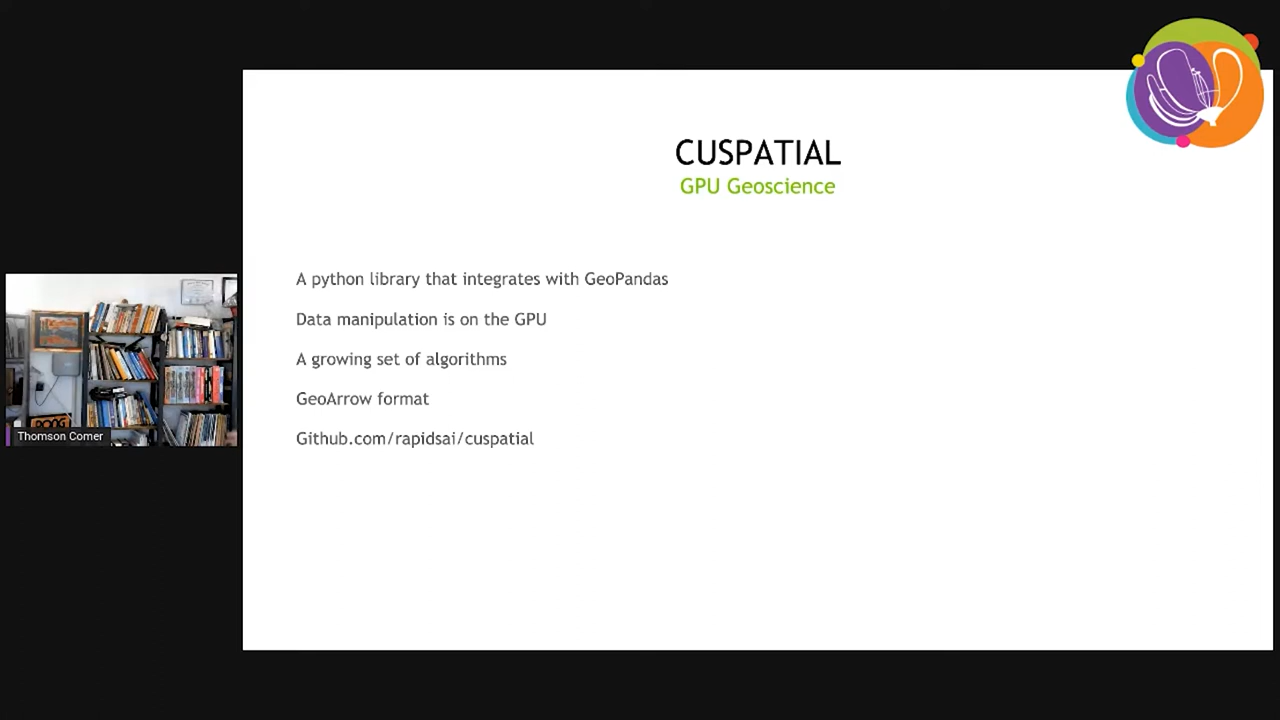 CUSPATIAL
GPU Geoscience
A python library that integrates with GeoPandas
Data manipulation is on the GPU
A growing set of algorithms
GeoArrow format
Github.com/rapidsai/cuspatial
Thomson Comer